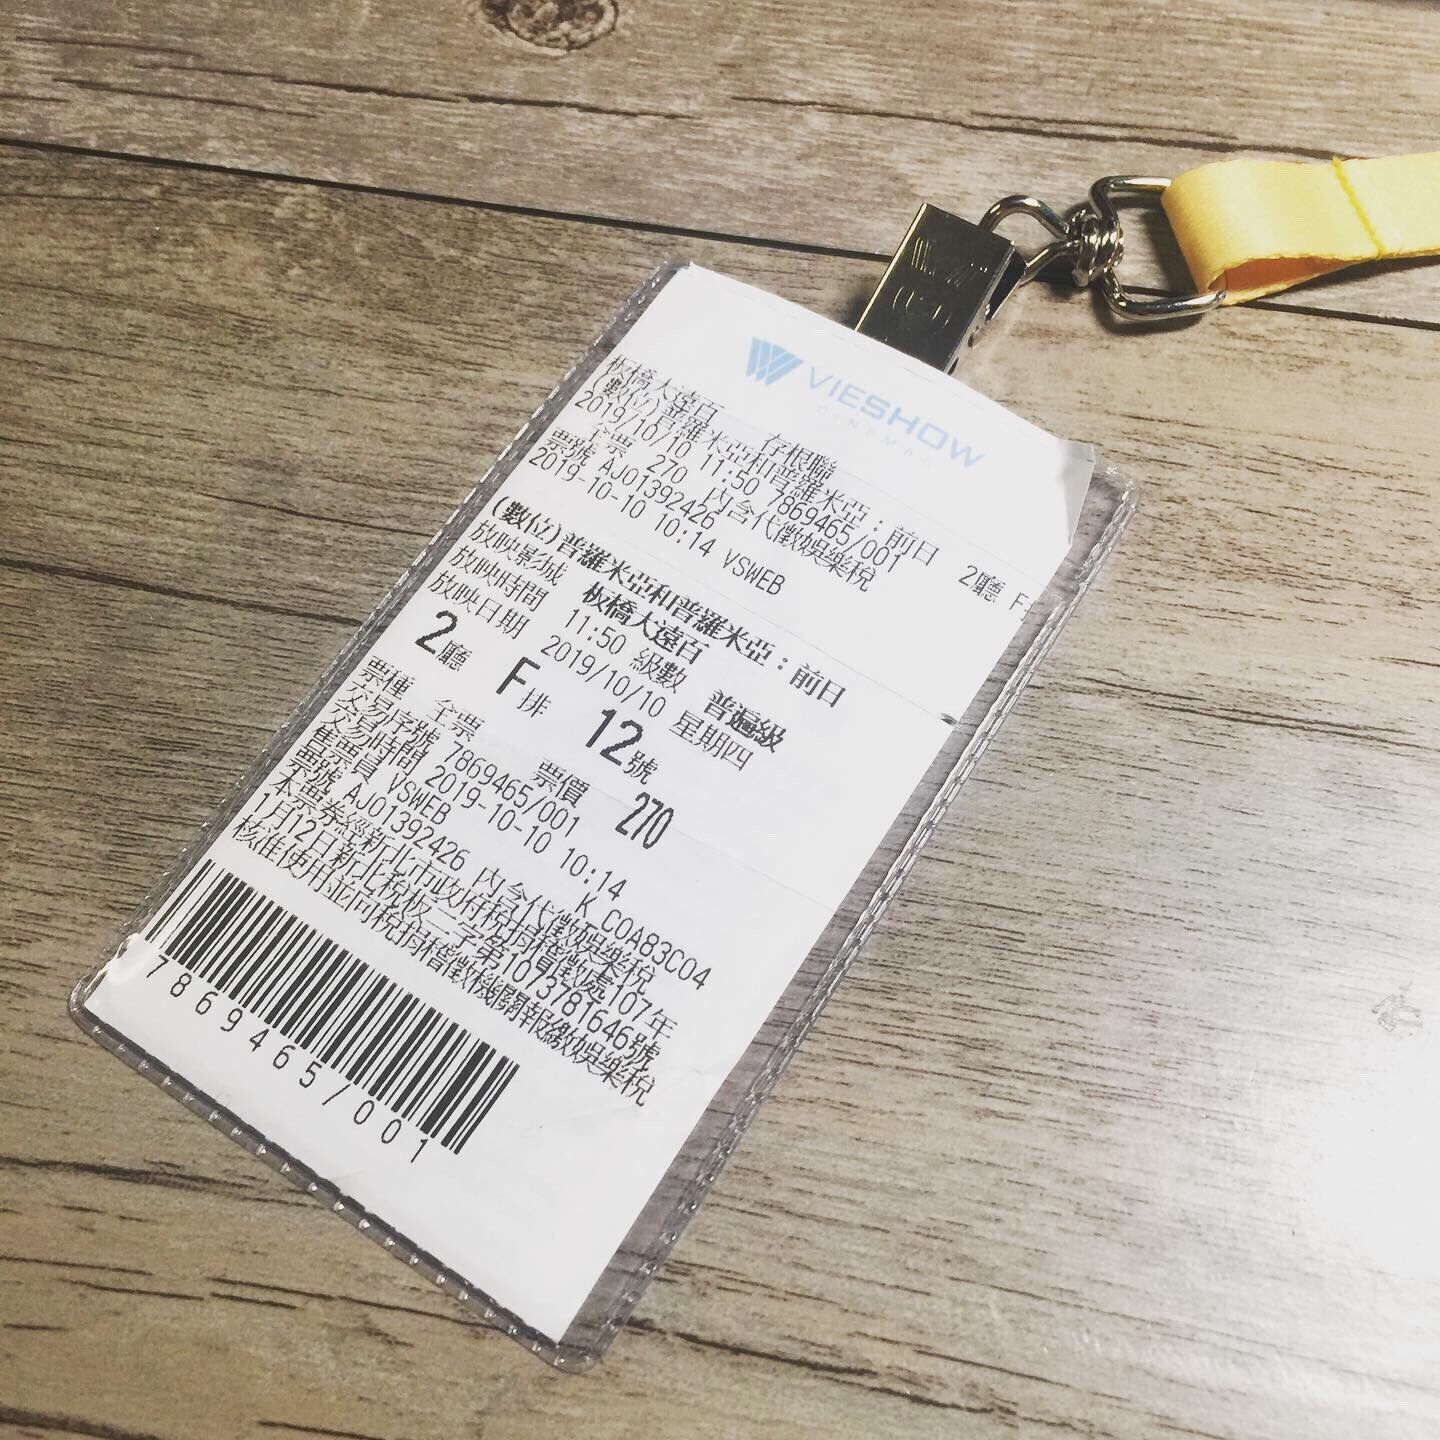 VIESHOW
CINEMAS
板橋大遠百 存根聯
(數位)普羅米亞和普羅米亞：前日 2廳 F
2019/10/10 11:50 7869465/001
全票 270 內含代徵娛樂稅
票號 AJ01392426
2019-10-10 10:14 VSWEB
(數位)普羅米亞和普羅米亞：前日
放映影城 板橋大遠百
放映時間 11:50 級數 普遍級
放映日期 2019/10/10 星期四
2廳 F排 12號
票種 全票 票價 270
交易序號 7869465/001
交易時間 2019-10-10 10:14
售票員 VSWEB K C0A83C04
票號 AJ01392426 內含代徵娛樂稅
本票券經新北市政府稅捐稽徵處107年
1月12日新北稅板二字第1073781646號
核准使用並向稅捐稽徵機關報繳娛樂稅
7869465/001